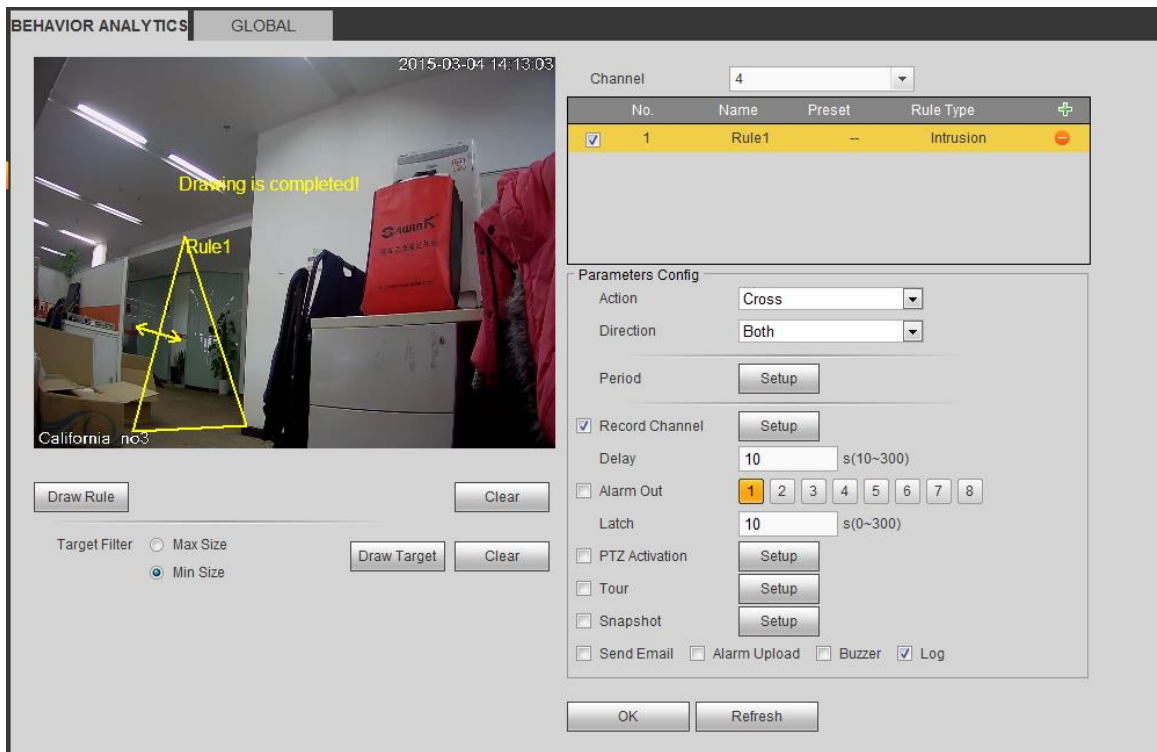 BEHAVIOR ANALYTICS
GLOBAL
2015-03-04 14:13:03
Drawing is completed!
Rule1
SAWINK
California no3
Draw Rule
Clear
Target Filter
Max Size
Min Size
Draw Target
Clear
Channel
4
No. Name Preset Rule Type
1 Rule1 -- Intrusion
Parameters Config
Action Cross
Direction Both
Period Setup
Record Channel Setup
Delay 10 s(10~300)
Alarm Out 1 2 3 4 5 6 7 8
Latch 10 s(0~300)
PTZ Activation Setup
Tour Setup
Snapshot Setup
Send Email Alarm Upload Buzzer Log
OK Refresh